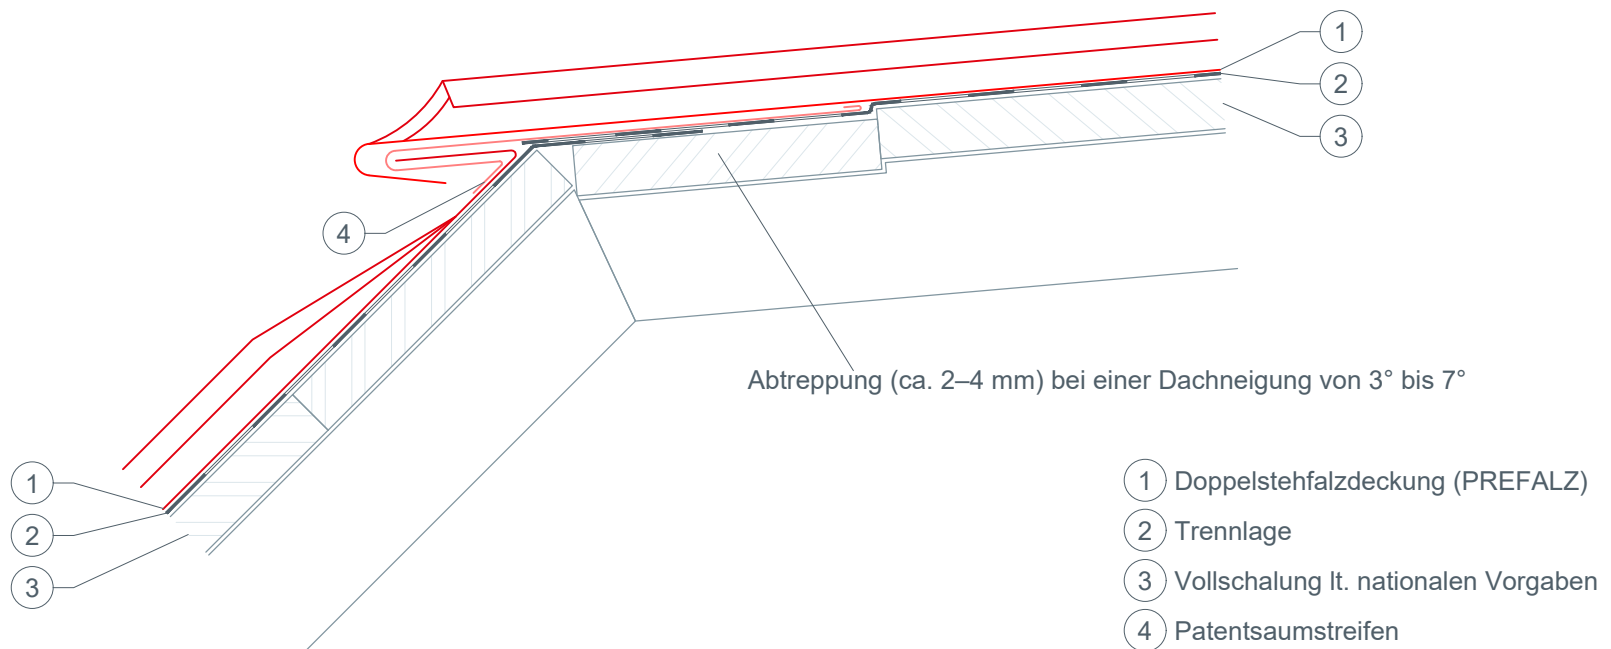 1
2
3
4
Abtreppung (ca. 2–4 mm) bei einer Dachneigung von 3° bis 7°
1
2
3
1 Doppelstehfalzdeckung (PREFALZ)
2 Trennlage
3 Vollschalung lt. nationalen Vorgaben
4 Patentsaumstreifen